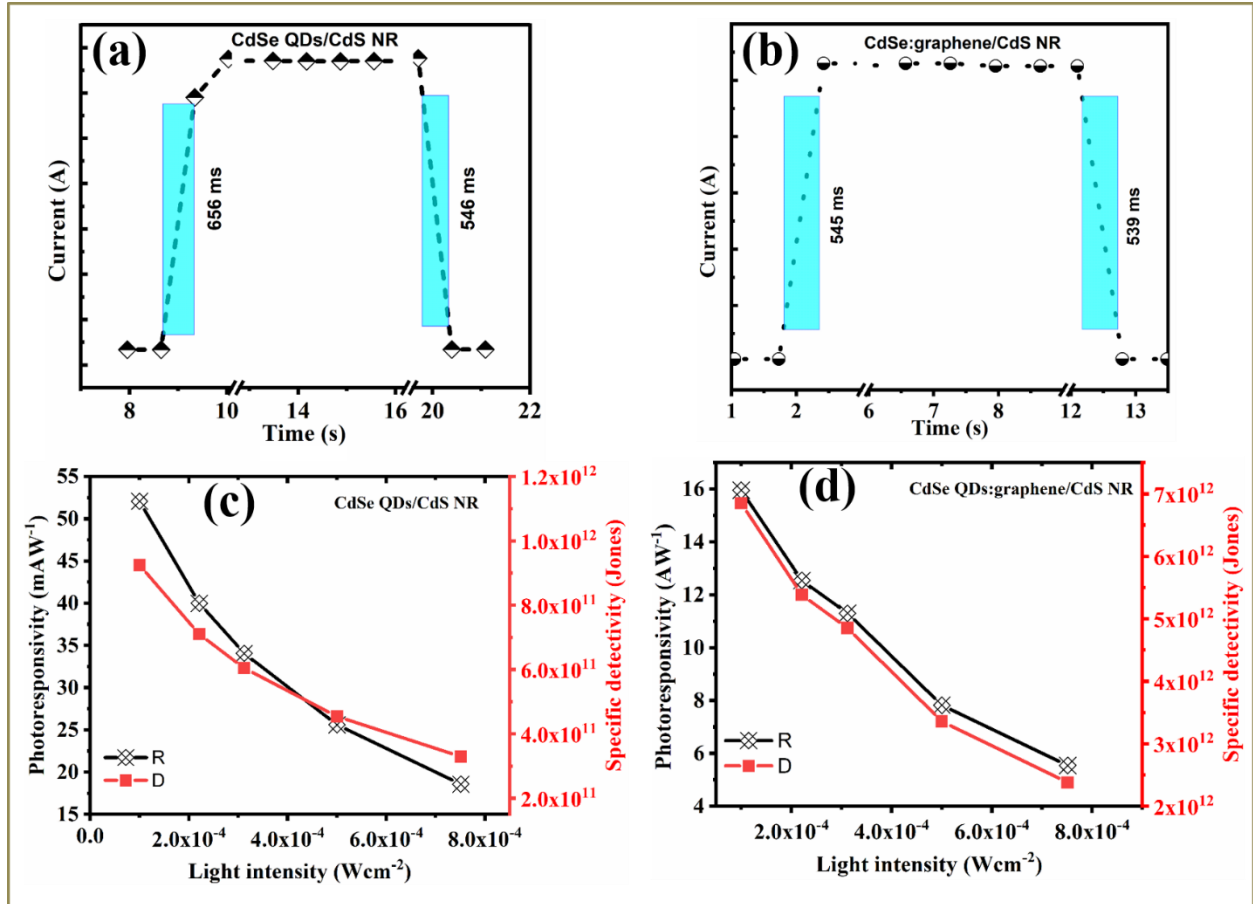 (a)
CdSe QDs/CdS NR
Current (A)
656 ms
546 ms
8
10
14
16
20
22
Time (s)
(b)
CdSe:graphene/CdS NR
Current (A)
545 ms
539 ms
1
2
6
7
8
12
13
Time (s)
(c)
CdSe QDs/CdS NR
Photoresponsivity (mAW⁻¹)
55
50
45
40
35
30
25
20
15
R
D
0.0
2.0x10⁻⁴
4.0x10⁻⁴
6.0x10⁻⁴
8.0x10⁻⁴
Light intensity (Wcm⁻²)
1.2x10¹²
1.0x10¹²
8.0x10¹¹
6.0x10¹¹
4.0x10¹¹
2.0x10¹¹
Specific detectivity (Jones)
(d)
CdSe QDs:graphene/CdS NR
Photoresponsivity (AW⁻¹)
16
14
12
10
8
6
4
R
D
2.0x10⁻⁴
4.0x10⁻⁴
6.0x10⁻⁴
8.0x10⁻⁴
Light intensity (Wcm⁻²)
7x10¹²
6x10¹²
5x10¹²
4x10¹²
3x10¹²
2x10¹²
Specific detectivity (Jones)